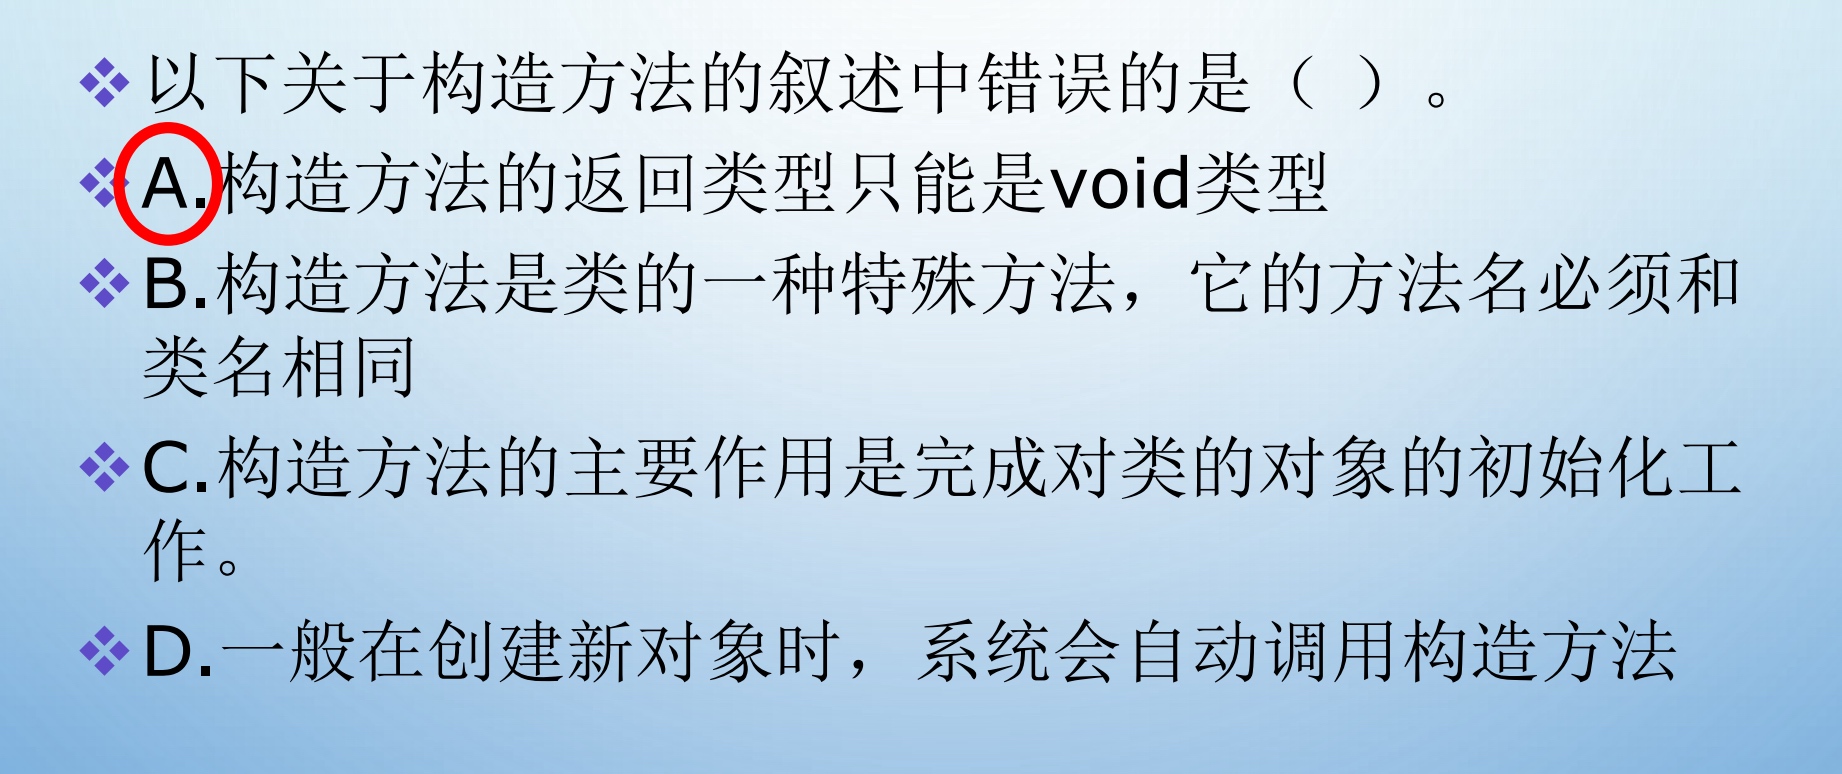 以下关于构造方法的叙述中错误的是（ ）。
A.构造方法的返回类型只能是void类型
B.构造方法是类的一种特殊方法，它的方法名必须和
类名相同
C.构造方法的主要作用是完成对类的对象的初始化工
作。
D.一般在创建新对象时，系统会自动调用构造方法